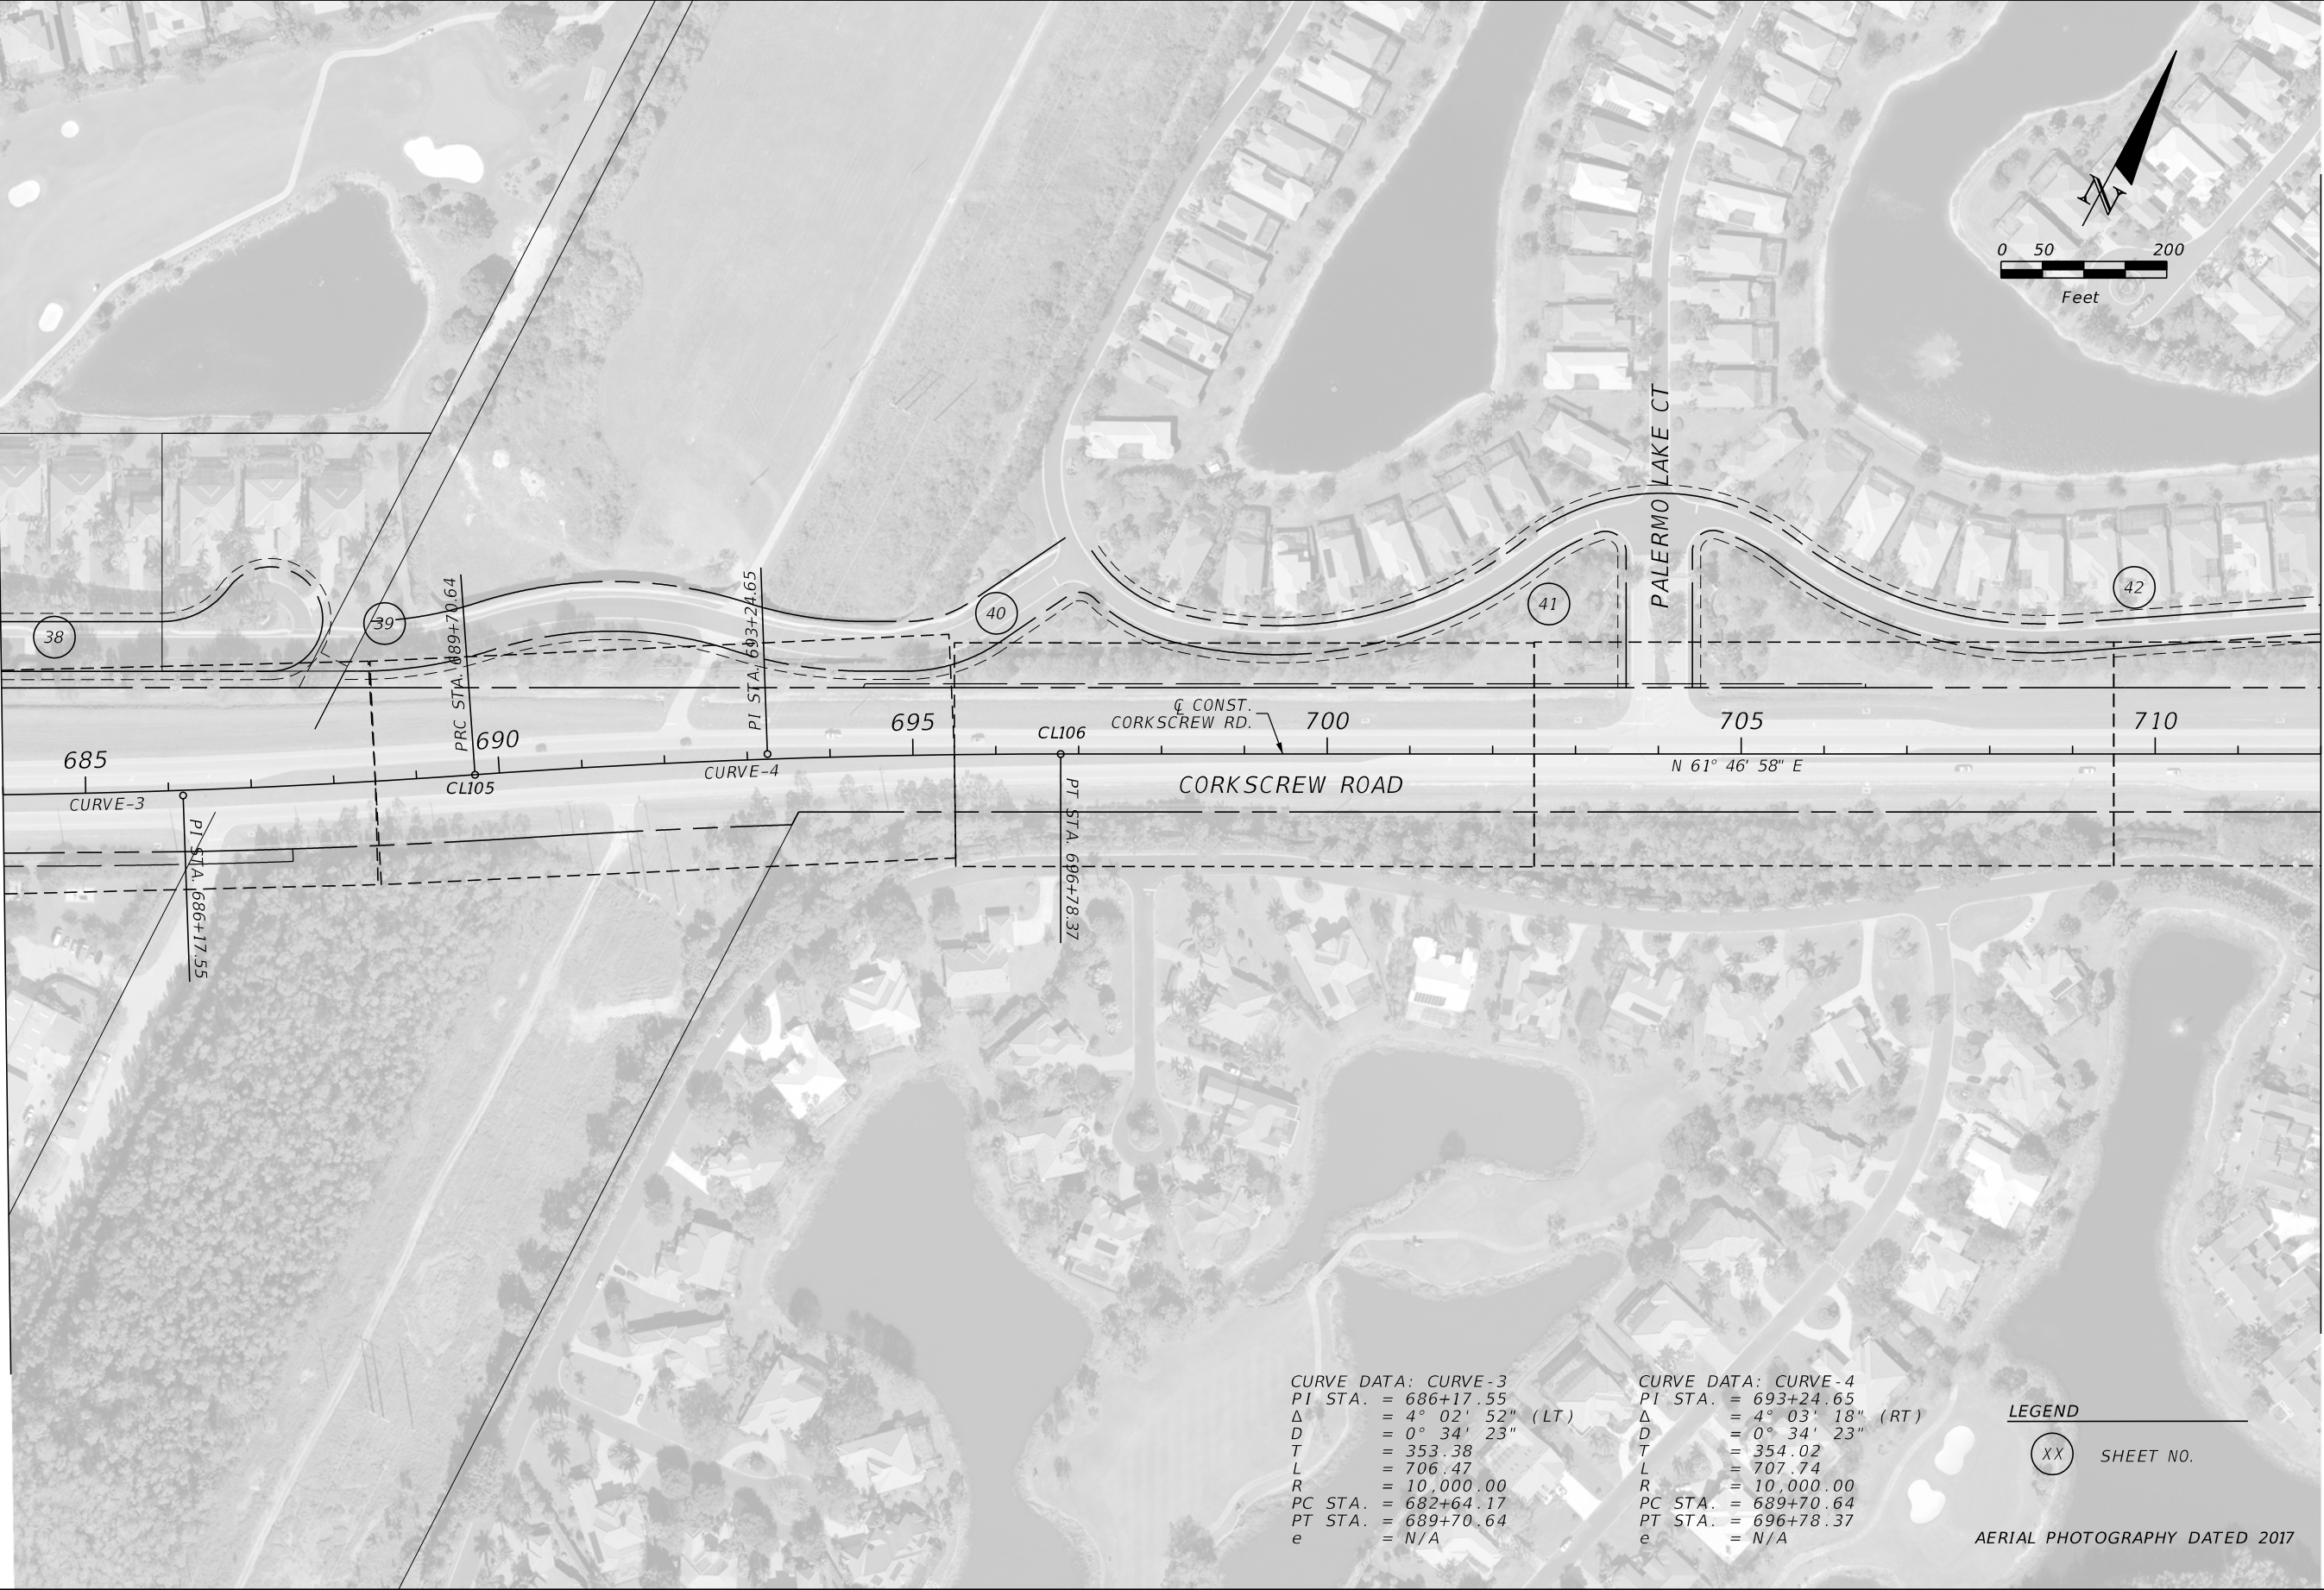 N
0 50 200
Feet
PALERMO LAKE CT
38
39
40
41
42
PRC STA. 689+70.64
PI STA. 693+24.65
℄ CONST.
CORKSCREW RD.
685
690
695
700
705
710
CL106
CURVE-4
N 61° 46' 58" E
CORKSCREW ROAD
CL105
CURVE-3
PI STA. 686+17.55
PT STA. 696+78.37
CURVE DATA: CURVE-3
PI STA. = 686+17.55
Δ = 4° 02' 52" (LT)
D = 0° 34' 23"
T = 353.38
L = 706.47
R = 10,000.00
PC STA. = 682+64.17
PT STA. = 689+70.64
e = N/A
CURVE DATA: CURVE-4
PI STA. = 693+24.65
Δ = 4° 03' 18" (RT)
D = 0° 34' 23"
T = 354.02
L = 707.74
R = 10,000.00
PC STA. = 689+70.64
PT STA. = 696+78.37
e = N/A
LEGEND
XX SHEET NO.
AERIAL PHOTOGRAPHY DATED 2017